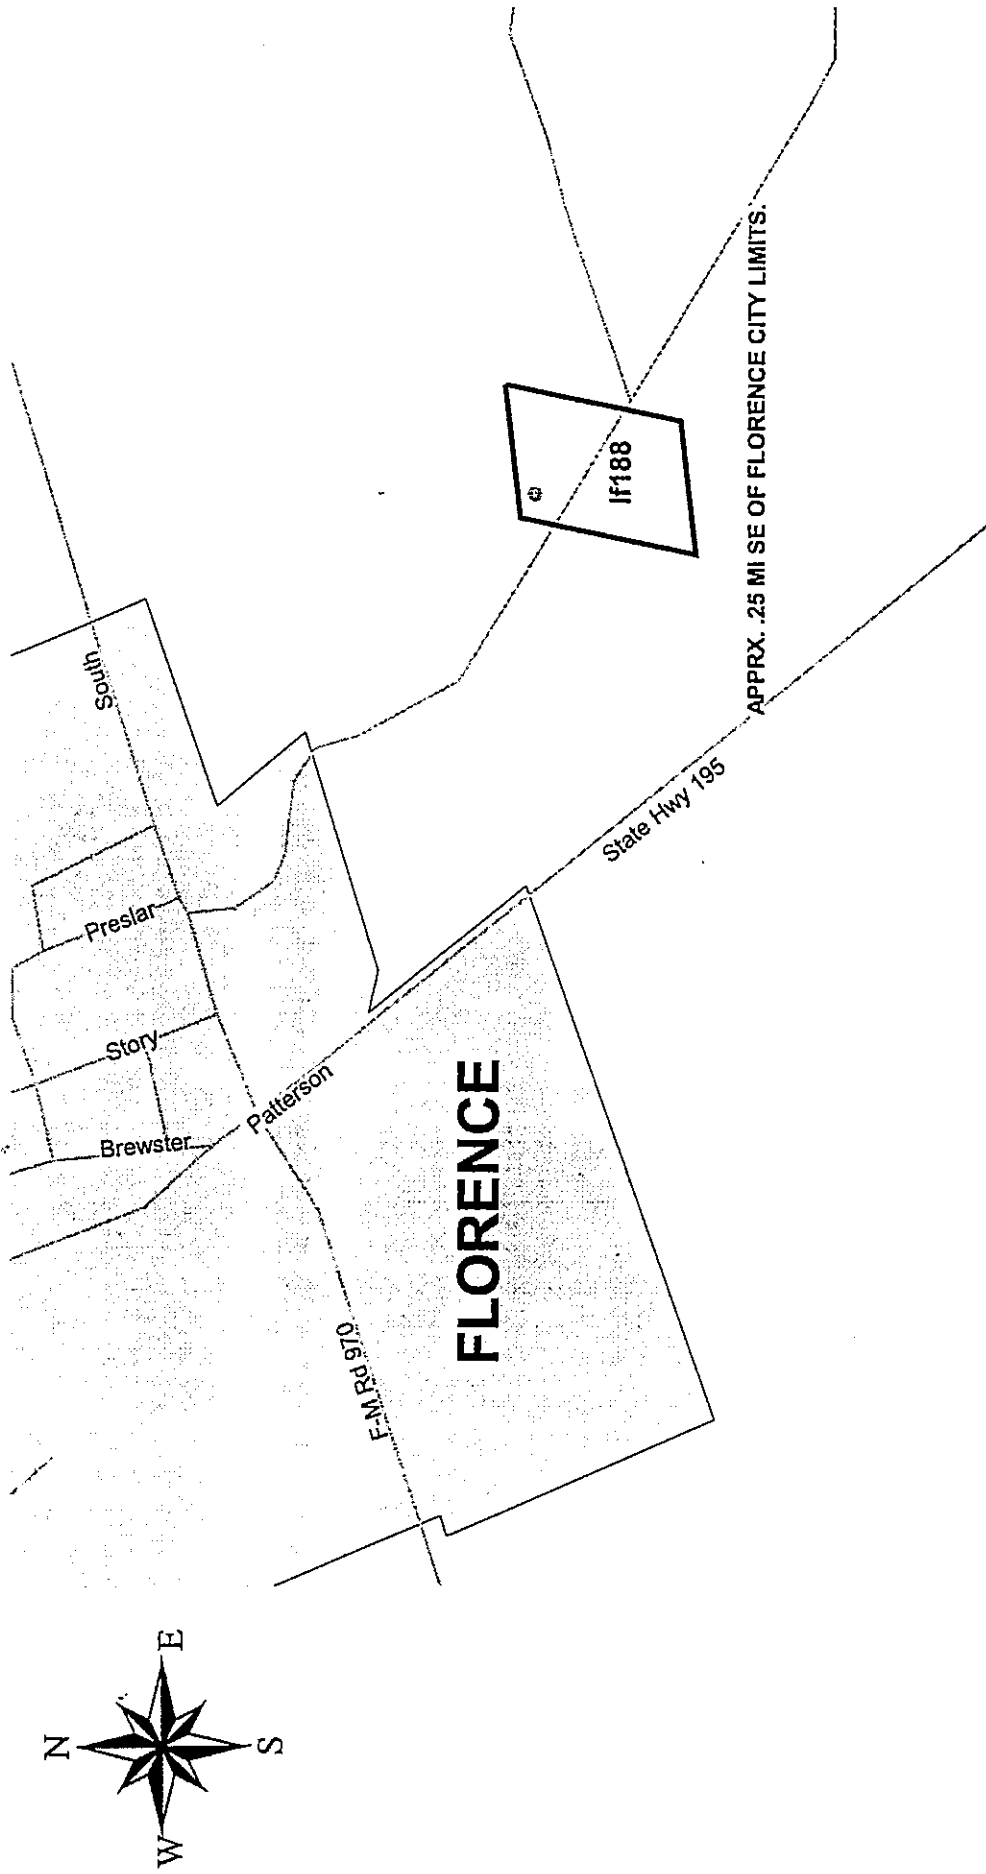 N
W
E
S
South
Preslar
Story
Brewster
Patterson
F-M Rd 970
FLORENCE
State Hwy 195
lf188
APPRX. .25 MI SE OF FLORENCE CITY LIMITS.